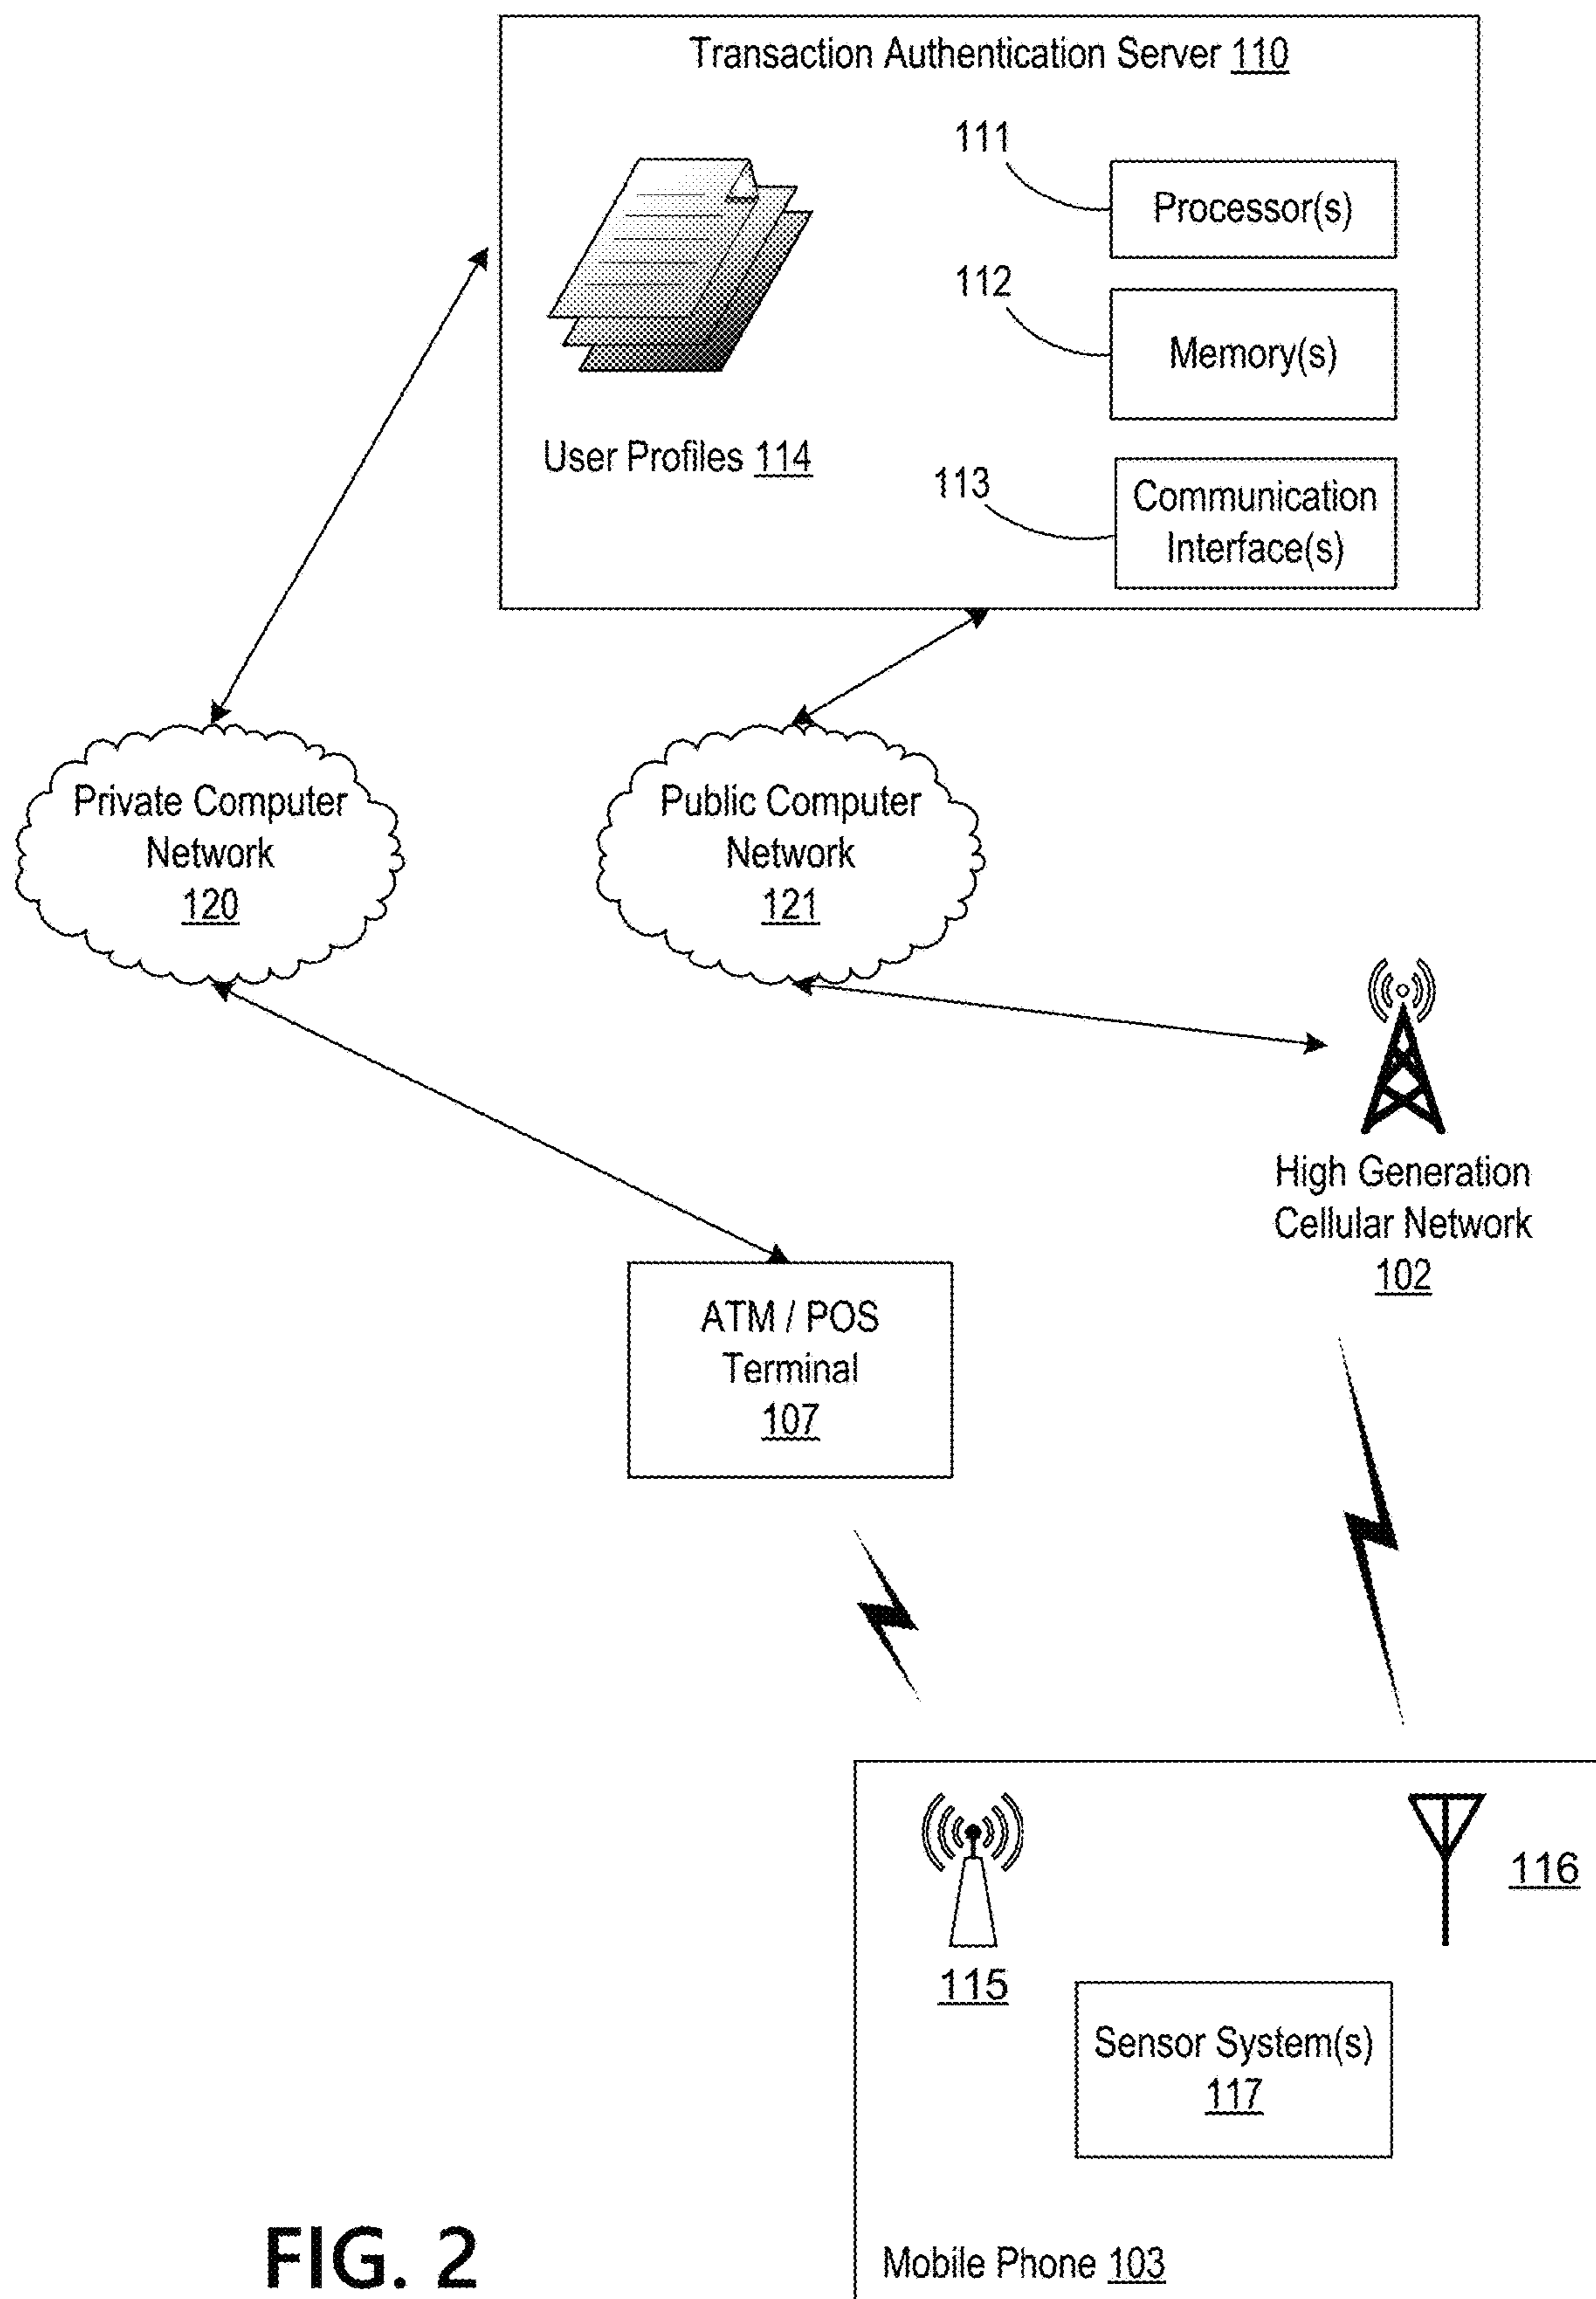 Transaction Authentication Server 110
111
Processor(s)
112
Memory(s)
User Profiles 114
113
Communication
Interface(s)
Private Computer
Network
120
Public Computer
Network
121
High Generation
Cellular Network
102
ATM / POS
Terminal
107
116
115
Sensor System(s)
117
Mobile Phone 103
FIG. 2